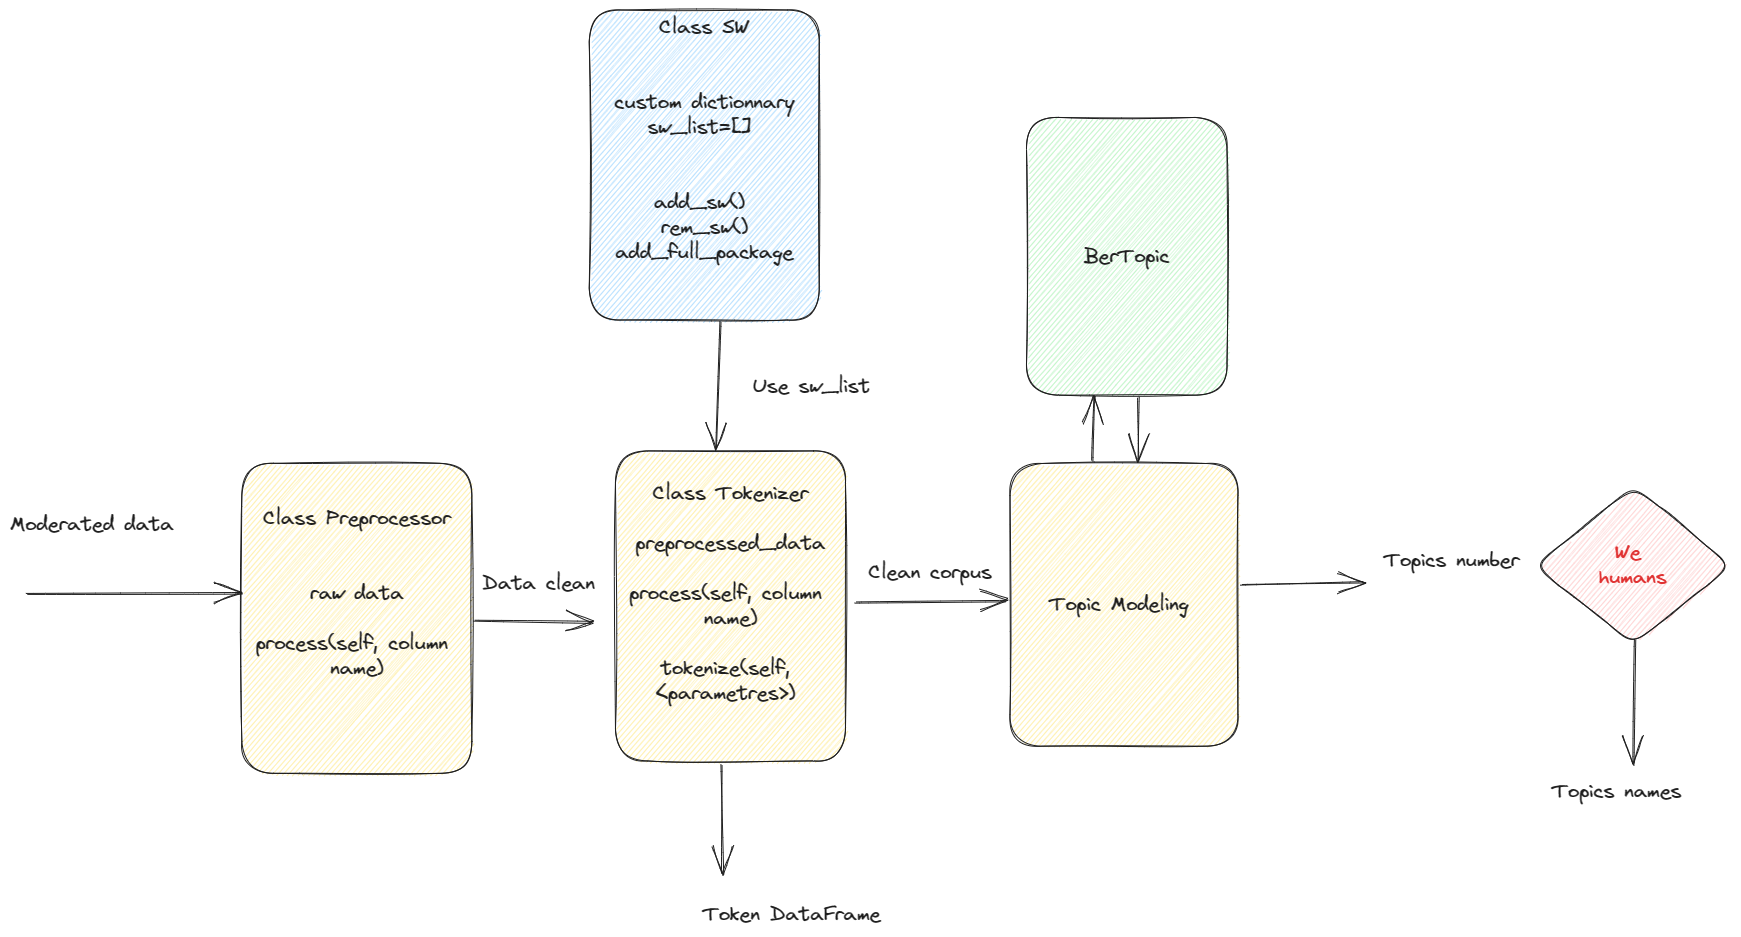 Class SW
custom dictionnary
sw_list=[]
add_sw()
rem_sw()
add_full_package
Use sw_list
BerTopic
Moderated data
Class Preprocessor
raw data
process(self, column
name)
Data clean
Class Tokenizer
preprocessed_data
process(self, column
name)
tokenize(self,
<parametres>)
Clean corpus
Topic Modeling
Topics number
We
humans
Topics names
Token DataFrame